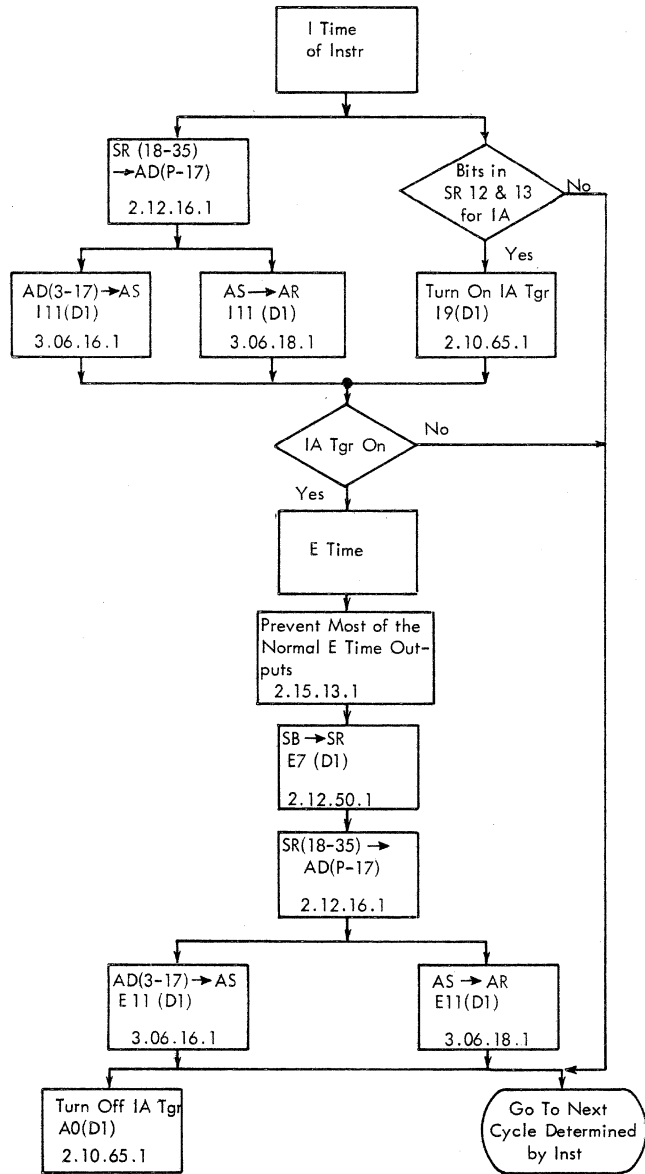 I Time
of Instr
SR (18-35)
→AD(P-17)
2.12.16.1
Bits in
SR 12 & 13
for IA
No
Yes
AD(3-17)→AS
I11(D1)
3.06.16.1
AS→AR
I11 (D1)
3.06.18.1
Turn On IA Tgr
I9(D1)
2.10.65.1
IA Tgr On
No
Yes
E Time
Prevent Most of the
Normal E Time Out-
puts
2.15.13.1
SB→SR
E7 (D1)
2.12.50.1
SR(18-35)→
AD(P-17)
2.12.16.1
AD(3-17)→AS
E11 (D1)
3.06.16.1
AS→AR
E11(D1)
3.06.18.1
Turn Off IA Tgr
A0(D1)
2.10.65.1
Go To Next
Cycle Determined
by Inst